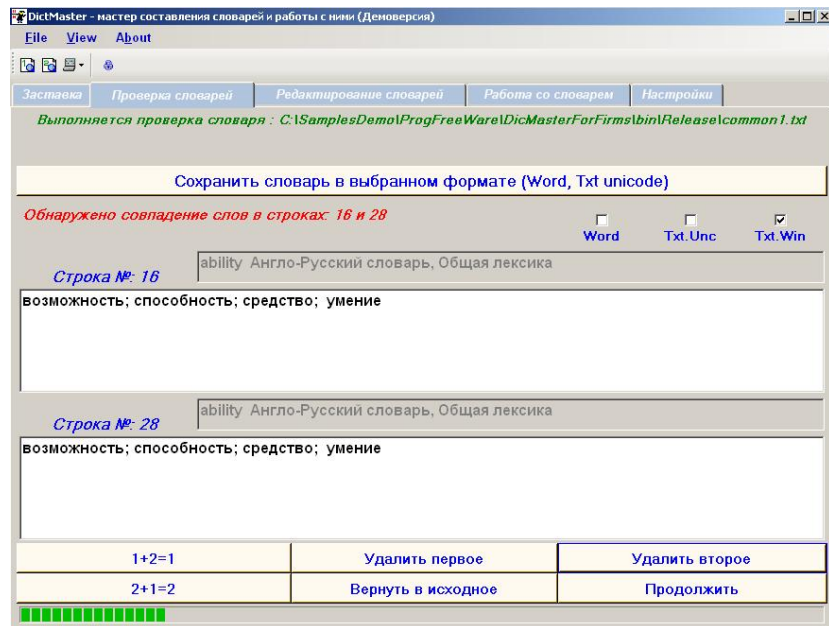 DictMaster - мастер составления словарей и работы с ними (Демоверсия)
File View About
Заставка Проверка словарей Редактирование словарей Работа со словарем Настройки
Выполняется проверка словаря : C:\SamplesDemo\ProgFreeWare\DicMasterForFirms\bin\Release\common1.txt
Сохранить словарь в выбранном формате (Word, Txt unicode)
Обнаружено совпадение слов в строках: 16 и 28
Word Txt.Unc Txt.Win
Строка №: 16 ability Англо-Русский словарь, Общая лексика
возможность; способность; средство; умение
Строка №: 28 ability Англо-Русский словарь, Общая лексика
возможность; способность; средство; умение
1+2=1 Удалить первое Удалить второе
2+1=2 Вернуть в исходное Продолжить